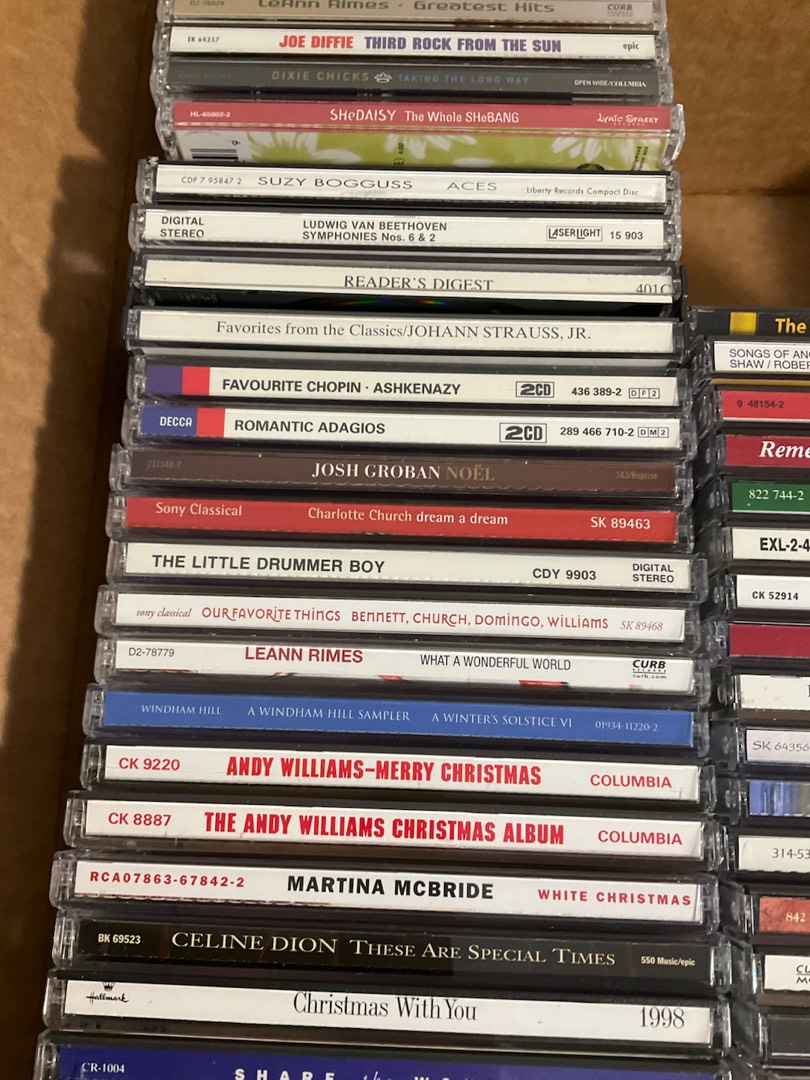 D2-78829 LeAnn Rimes - Greatest Hits CURB
EK 64357 JOE DIFFIE THIRD ROCK FROM THE SUN epic
DIXIE CHICKS TAKING THE LONG WAY OPEN WIDE/COLUMBIA
HL-65002-2 SHeDAISY The Whole SHeBANG Lyric Street
CDP 7 95847 2 SUZY BOGGUSS ACES Liberty Records Compact Disc
DIGITAL STEREO LUDWIG VAN BEETHOVEN
SYMPHONIES Nos. 6 & 2 LASERLIGHT 15 903
READER'S DIGEST 401C
Favorites from the Classics/JOHANN STRAUSS, JR.
FAVOURITE CHOPIN · ASHKENAZY 2CD 436 389-2 DF2
DECCA ROMANTIC ADAGIOS 2CD 289 466 710-2 DM2
JOSH GROBAN NOËL 143/Reprise
Sony Classical Charlotte Church dream a dream SK 89463
THE LITTLE DRUMMER BOY CDY 9903 DIGITAL STEREO
sony classical OUR FAVORITE THINGS BENNETT, CHURCH, DOMINGO, WILLIAMS SK 89468
D2-78779 LEANN RIMES WHAT A WONDERFUL WORLD CURB RECORDS curb.com
WINDHAM HILL A WINDHAM HILL SAMPLER A WINTER'S SOLSTICE VI 01934-11220-2
CK 9220 ANDY WILLIAMS–MERRY CHRISTMAS COLUMBIA
CK 8887 THE ANDY WILLIAMS CHRISTMAS ALBUM COLUMBIA
RCA07863-67842-2 MARTINA MCBRIDE WHITE CHRISTMAS
BK 69523 CELINE DION THESE ARE SPECIAL TIMES 550 Music/epic
Hallmark Christmas With You 1998
CR-1004 SHARE the
The
SONGS OF AN
SHAW / ROBER
9 48154-2
Reme
822 744-2
EXL-2-4
CK 52914
SK 64356
314-53
842
CU